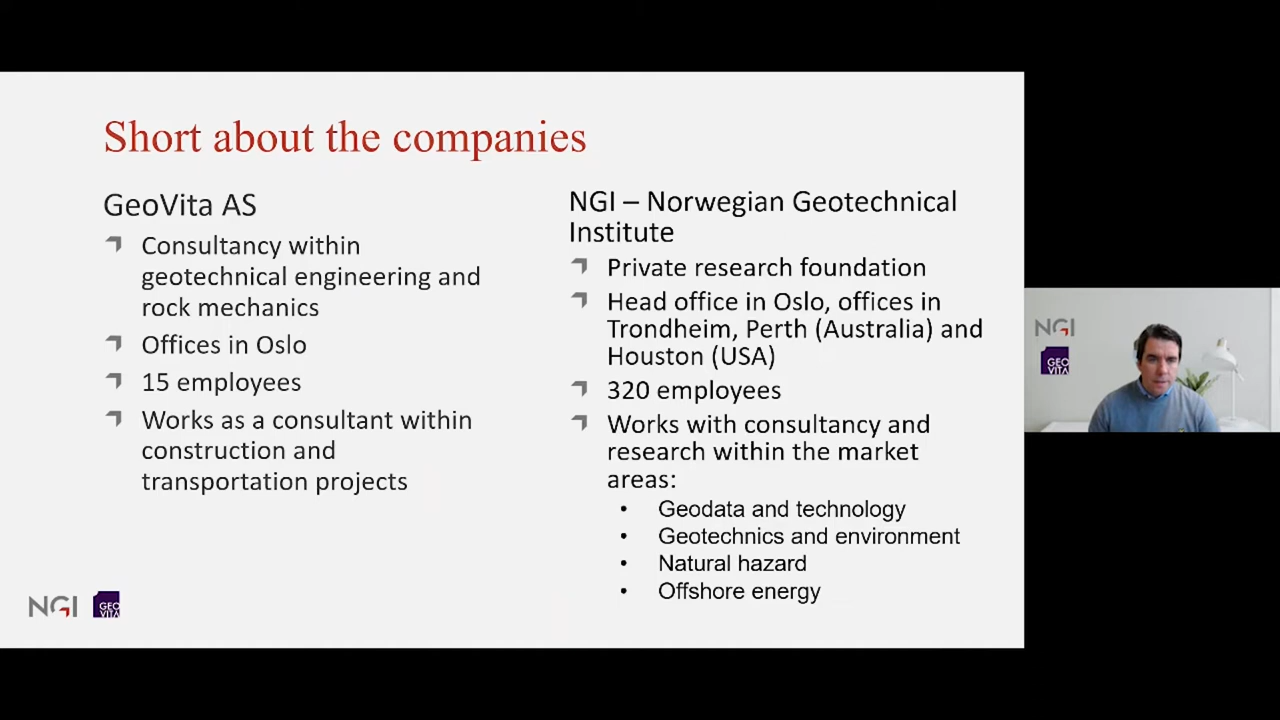 Short about the companies
GeoVita AS
Consultancy within
geotechnical engineering and
rock mechanics
Offices in Oslo
15 employees
Works as a consultant within
construction and
transportation projects
NGI – Norwegian Geotechnical
Institute
Private research foundation
Head office in Oslo, offices in
Trondheim, Perth (Australia) and
Houston (USA)
320 employees
Works with consultancy and
research within the market
areas:
Geodata and technology
Geotechnics and environment
Natural hazard
Offshore energy
NGI
GEO
VITA
NGI
GEO
VITA